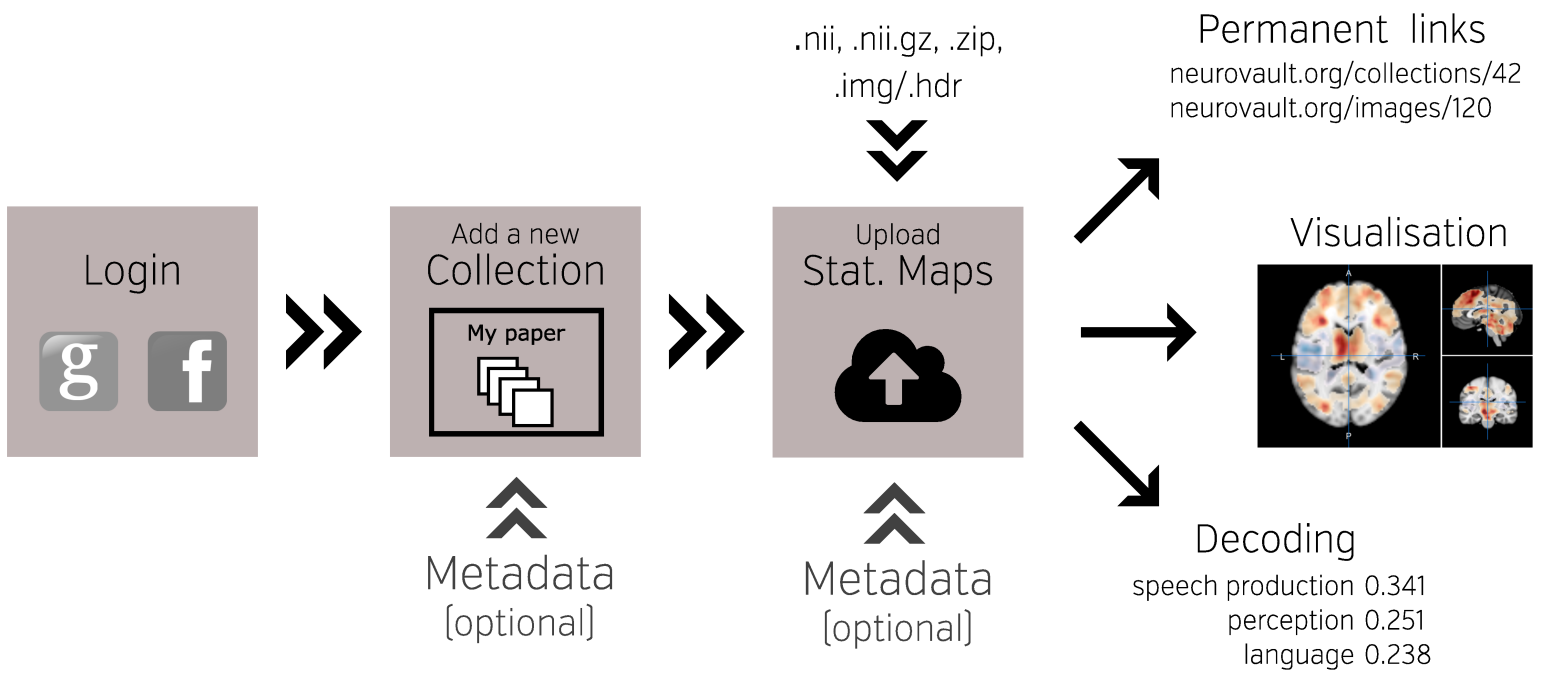 Login
g f
Add a new
Collection
My paper
Metadata
(optional)
.nii, .nii.gz, .zip,
.img/.hdr
Upload
Stat. Maps
Metadata
(optional)
Permanent links
neurovault.org/collections/42
neurovault.org/images/120
Visualisation
A
L
R
P
Decoding
speech production 0.341
perception 0.251
language 0.238